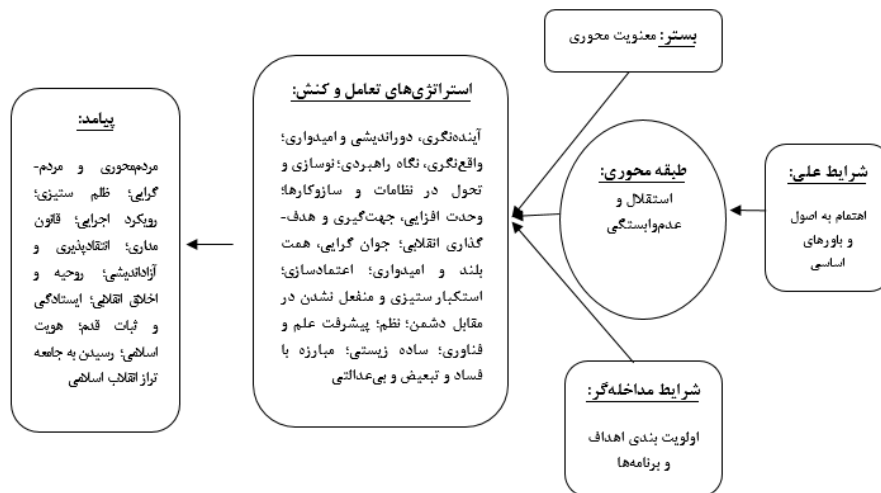 بستر: معنویت محوری
شرایط علی:
اهتمام به اصول
و باورهای
اساسی
طبقه محوری:
استقلال و
عدم‌وابستگی
شرایط مداخله‌گر:
اولویت بندی اهداف
و برنامه‌ها
استراتژی‌های تعامل و کنش:
آینده‌نگری، دوراندیشی و امیدواری؛
واقع‌نگری، نگاه راهبردی؛ نوسازی و
تحول در نظامات و سازوکارها؛
وحدت افزایی، جهت‌گیری و هدف-
گذاری انقلابی؛ جوان گرایی، همت
بلند و امیدواری؛ اعتمادسازی؛
استکبار ستیزی و منفعل نشدن در
مقابل دشمن؛ نظم؛ پیشرفت علم و
فناوری؛ ساده زیستی؛ مبارزه با
فساد و تبعیض و بی‌عدالتی
پیامد:
مردم‌محوری و مردم-
گرایی؛ ظلم ستیزی؛
رویکرد اجرایی؛ قانون
مداری؛ انتقادپذیری و
آزاداندیشی؛ روحیه و
اخلاق انقلابی؛ ایستادگی
و ثبات قدم؛ هویت
اسلامی؛ رسیدن به جامعه
تراز انقلاب اسلامی